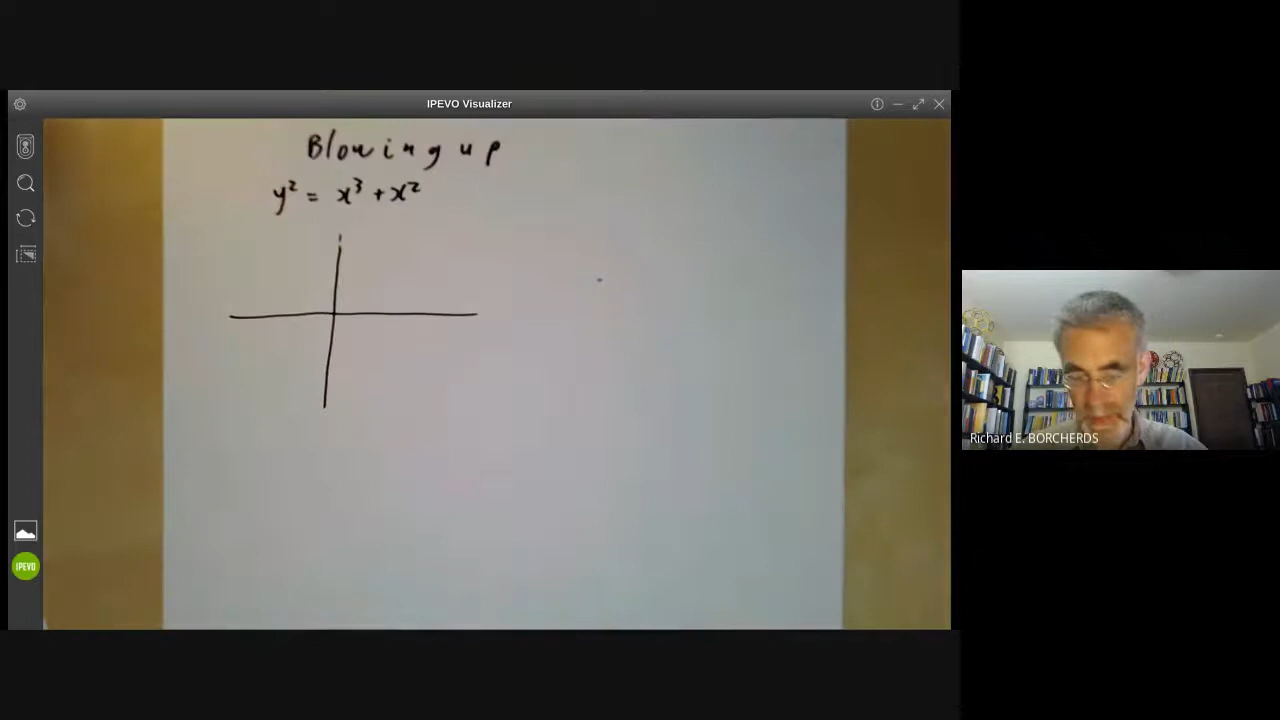 IPEVO Visualizer
Blowing up
y² = x³ + x²
IPEVO
Richard E. BORCHERDS